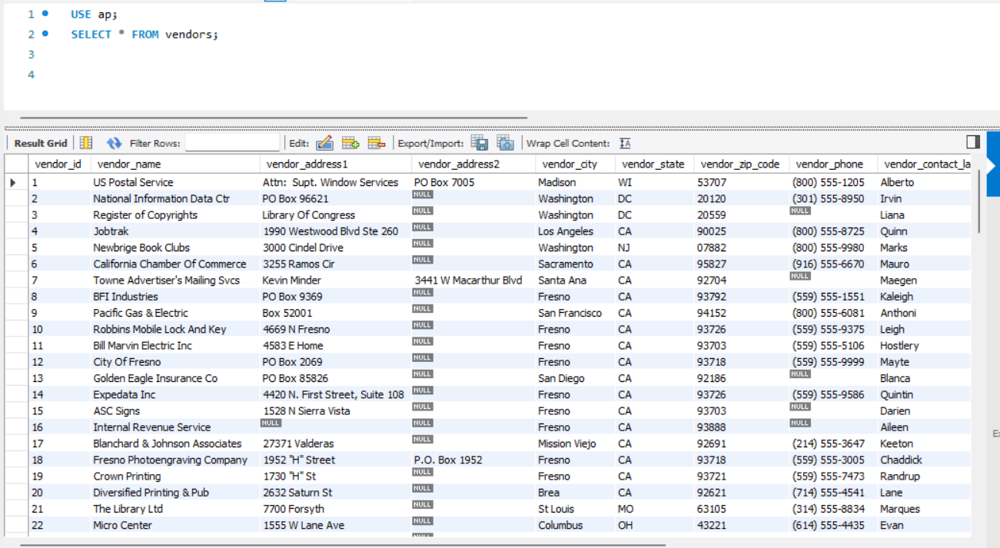 1 USE ap;
2 SELECT * FROM vendors;
3
4
Result Grid Filter Rows: Edit: Export/Import: Wrap Cell Content: IA
vendor_id vendor_name vendor_address1 vendor_address2 vendor_city vendor_state vendor_zip_code vendor_phone vendor_contact_la
1 US Postal Service Attn: Supt. Window Services PO Box 7005 Madison WI 53707 (800) 555-1205 Alberto
2 National Information Data Ctr PO Box 96621 NULL Washington DC 20120 (301) 555-8950 Irvin
3 Register of Copyrights Library Of Congress NULL Washington DC 20559 NULL Liana
4 Jobtrak 1990 Westwood Blvd Ste 260 NULL Los Angeles CA 90025 (800) 555-8725 Quinn
5 Newbrige Book Clubs 3000 Cindel Drive NULL Washington NJ 07882 (800) 555-9980 Marks
6 California Chamber Of Commerce 3255 Ramos Cir NULL Sacramento CA 95827 (916) 555-6670 Mauro
7 Towne Advertiser's Mailing Svcs Kevin Minder 3441 W Macarthur Blvd Santa Ana CA 92704 NULL Maegen
8 BFI Industries PO Box 9369 NULL Fresno CA 93792 (559) 555-1551 Kaleigh
9 Pacific Gas & Electric Box 52001 NULL San Francisco CA 94152 (800) 555-6081 Anthoni
10 Robbins Mobile Lock And Key 4669 N Fresno NULL Fresno CA 93726 (559) 555-9375 Leigh
11 Bill Marvin Electric Inc 4583 E Home NULL Fresno CA 93703 (559) 555-5106 Hostlery
12 City Of Fresno PO Box 2069 NULL Fresno CA 93718 (559) 555-9999 Mayte
13 Golden Eagle Insurance Co PO Box 85826 NULL San Diego CA 92186 NULL Blanca
14 Expedata Inc 4420 N. First Street, Suite 108 NULL Fresno CA 93726 (559) 555-9586 Quintin
15 ASC Signs 1528 N Sierra Vista NULL Fresno CA 93703 NULL Darien
16 Internal Revenue Service NULL NULL Fresno CA 93888 NULL Aileen
17 Blanchard & Johnson Associates 27371 Valderas NULL Mission Viejo CA 92691 (214) 555-3647 Keeton
18 Fresno Photoengraving Company 1952 "H" Street P.O. Box 1952 Fresno CA 93718 (559) 555-3005 Chaddick
19 Crown Printing 1730 "H" St NULL Fresno CA 93721 (559) 555-7473 Randrup
20 Diversified Printing & Pub 2632 Saturn St NULL Brea CA 92621 (714) 555-4541 Lane
21 The Library Ltd 7700 Forsyth NULL St Louis MO 63105 (314) 555-8834 Marques
22 Micro Center 1555 W Lane Ave NULL Columbus OH 43221 (614) 555-4435 Evan